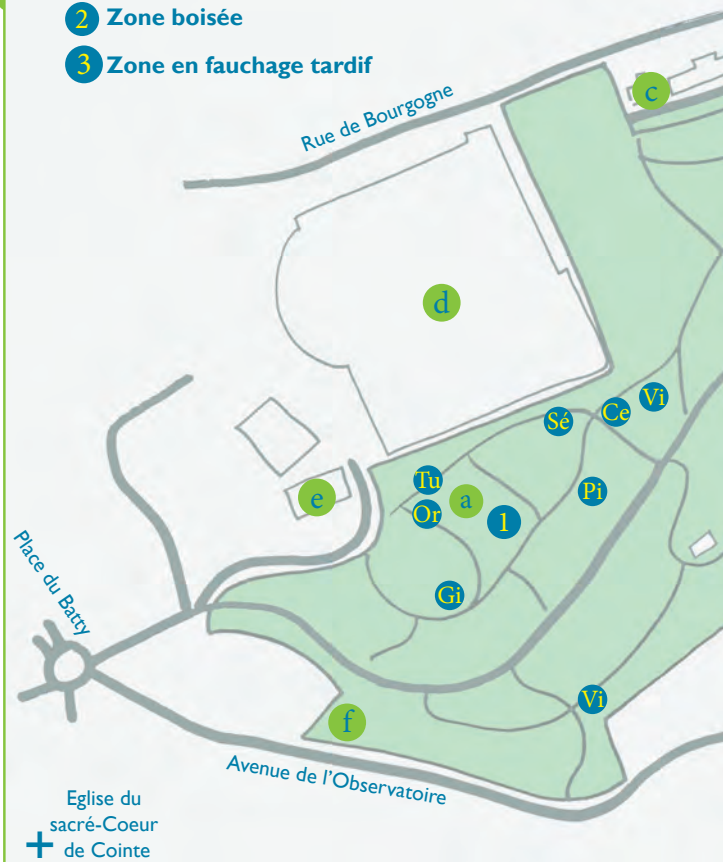 2 Zone boisée
3 Zone en fauchage tardif
Rue de Bourgogne
c
d
Vi
Ce
Sé
Tu
a
Pi
e
Or
1
Place du Batty
Gi
Vi
f
Avenue de l'Observatoire
Eglise du
sacré-Coeur
de Cointe